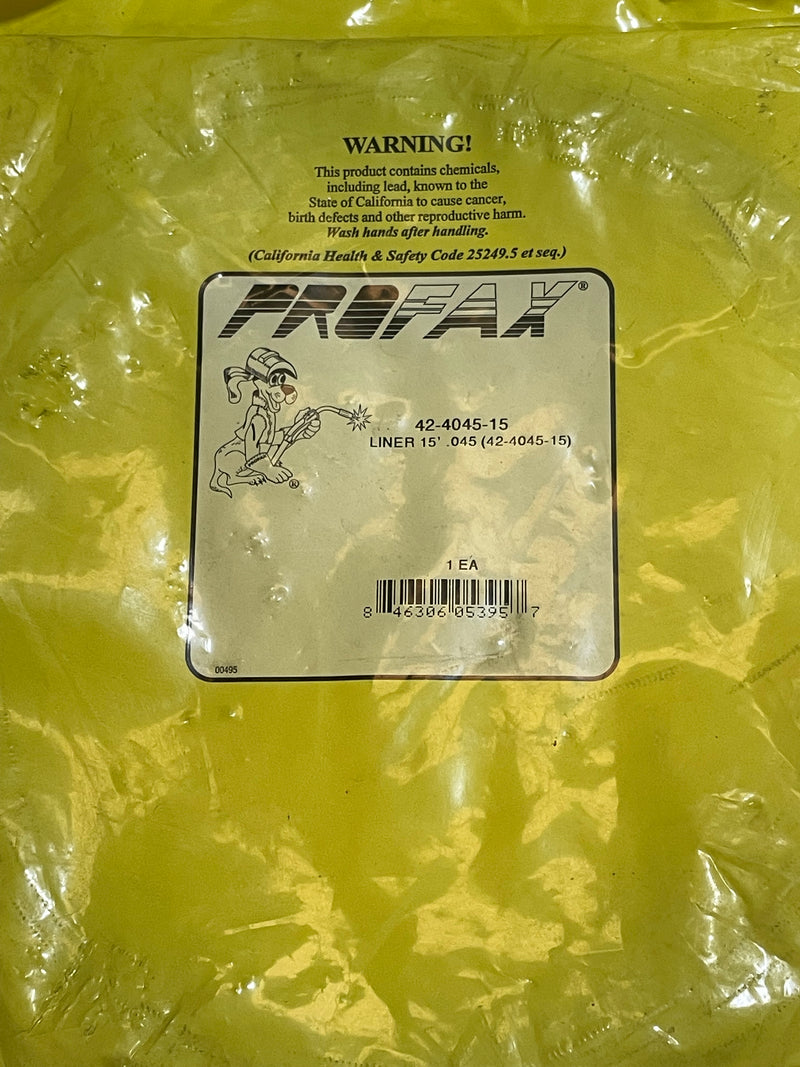 WARNING!
This product contains chemicals,
including lead, known to the
State of California to cause cancer,
birth defects and other reproductive harm.
Wash hands after handling.
(California Health & Safety Code 25249.5 et seq.)
PROFAX®
42-4045-15
LINER 15' .045 (42-4045-15)
®
1 EA
8 46306 05395 7
00495